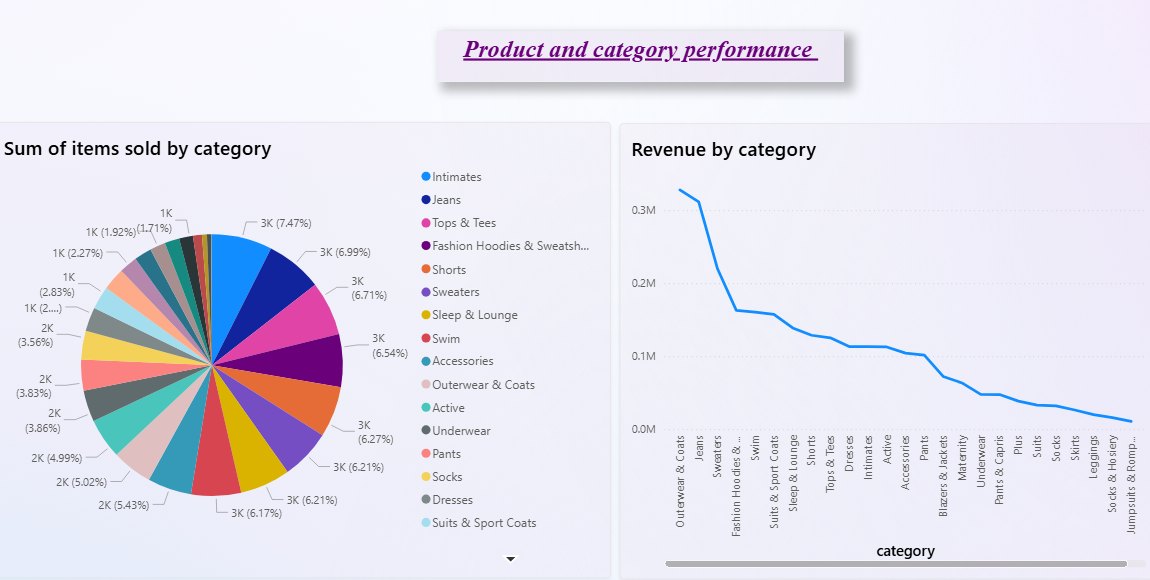 Product and category performance
Sum of items sold by category
3K (7.47%)
3K (6.99%)
3K
(6.71%)
3K
(6.54%)
3K
(6.27%)
3K (6.21%)
3K (6.21%)
3K (6.17%)
2K (5.43%)
2K (5.02%)
2K (4.99%)
2K
(3.86%)
2K
(3.83%)
2K
(3.56%)
1K (2....)
1K
(2.83%)
1K (2.27%)
1K (1.92%)
1K
(1.71%)
Intimates
Jeans
Tops & Tees
Fashion Hoodies & Sweatsh...
Shorts
Sweaters
Sleep & Lounge
Swim
Accessories
Outerwear & Coats
Active
Underwear
Pants
Socks
Dresses
Suits & Sport Coats
Revenue by category
0.3M
0.2M
0.1M
0.0M
Outerwear & Coats
Jeans
Sweaters
Fashion Hoodies & ...
Swim
Suits & Sport Coats
Sleep & Lounge
Shorts
Tops & Tees
Dresses
Intimates
Active
Accessories
Pants
Blazers & Jackets
Maternity
Underwear
Pants & Capris
Plus
Suits
Socks
Skirts
Leggings
Socks & Hosiery
Jumpsuits & Romp...
category